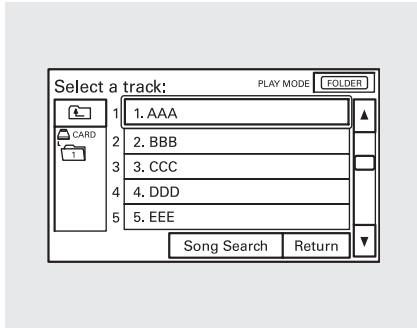 Select a track: PLAY MODE FOLDER
1 1. AAA
CARD
1
2 2. BBB
3 3. CCC
4 4. DDD
5 5. EEE
Song Search Return